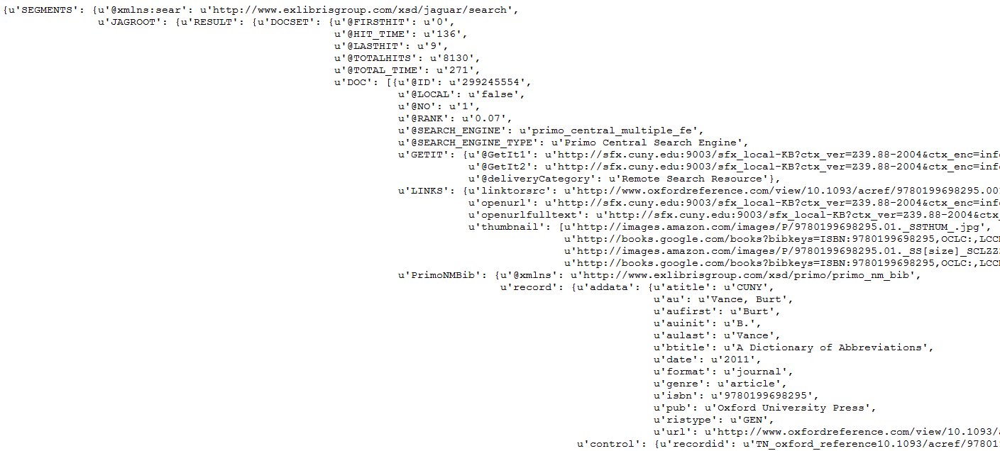 {u'SEGMENTS': {u'@xmlns:sear': u'http://www.exlibrisgroup.com/xsd/jaguar/search',
u'JAGROOT': {u'RESULT': {u'DOCSET': {u'@FIRSTHIT': u'0',
u'@HIT_TIME': u'136',
u'@LASTHIT': u'9',
u'@TOTALHITS': u'8130',
u'@TOTAL_TIME': u'271',
u'DOC': [{u'@ID': u'299245554',
u'@LOCAL': u'false',
u'@NO': u'1',
u'@RANK': u'0.07',
u'@SEARCH_ENGINE': u'primo_central_multiple_fe',
u'@SEARCH_ENGINE_TYPE': u'Primo Central Search Engine',
u'GETIT': {u'@GetIt1': u'http://sfx.cuny.edu:9003/sfx_local-KB?ctx_ver=Z39.88-2004&ctx_enc=info
u'@GetIt2': u'http://sfx.cuny.edu:9003/sfx_local-KB?ctx_ver=Z39.88-2004&ctx_enc=info
u'@deliveryCategory': u'Remote Search Resource'},
u'LINKS': {u'linktorsrc': u'http://www.oxfordreference.com/view/10.1093/acref/9780199698295.001
u'openurl': u'http://sfx.cuny.edu:9003/sfx_local-KB?ctx_ver=Z39.88-2004&ctx_enc=info
u'openurlfulltext': u'http://sfx.cuny.edu:9003/sfx_local-KB?ctx_ver=Z39.88-2004&ctx_
u'thumbnail': [u'http://images.amazon.com/images/P/9780199698295.01._SSTHUM_.jpg',
u'http://books.google.com/books?bibkeys=ISBN:9780199698295,OCLC:,LCCN
u'http://images.amazon.com/images/P/9780199698295.01._SS[size]_SCLZZZ
u'http://books.google.com/books?bibkeys=ISBN:9780199698295,OCLC:,LCCN
u'PrimoNMBib': {u'@xmlns': u'http://www.exlibrisgroup.com/xsd/primo/primo_nm_bib',
u'record': {u'addata': {u'atitle': u'CUNY',
u'au': u'Vance, Burt',
u'aufirst': u'Burt',
u'auinit': u'B.',
u'aulast': u'Vance',
u'btitle': u'A Dictionary of Abbreviations',
u'date': u'2011',
u'format': u'journal',
u'genre': u'article',
u'isbn': u'9780199698295',
u'pub': u'Oxford University Press',
u'ristype': u'GEN',
u'url': u'http://www.oxfordreference.com/view/10.1093/a
u'control': {u'recordid': u'TN_oxford_reference10.1093/acref/97801